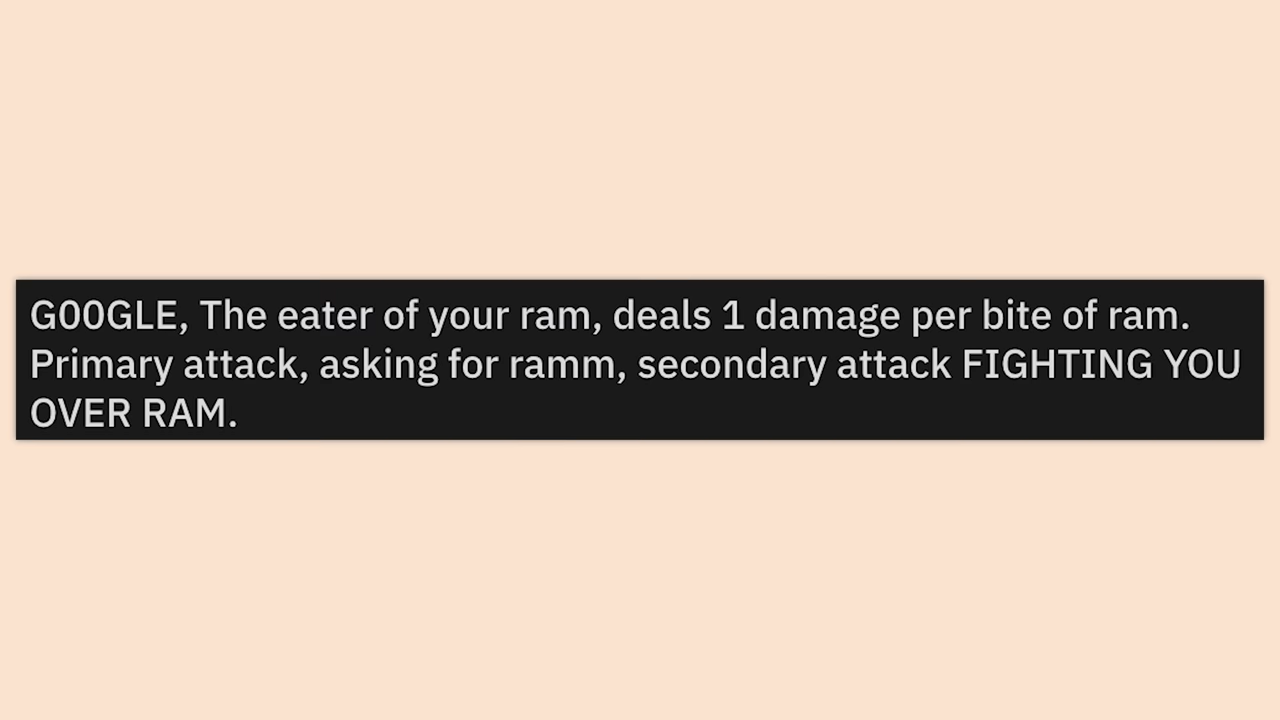 G00GLE, The eater of your ram, deals 1 damage per bite of ram.
Primary attack, asking for ramm, secondary attack FIGHTING YOU
OVER RAM.